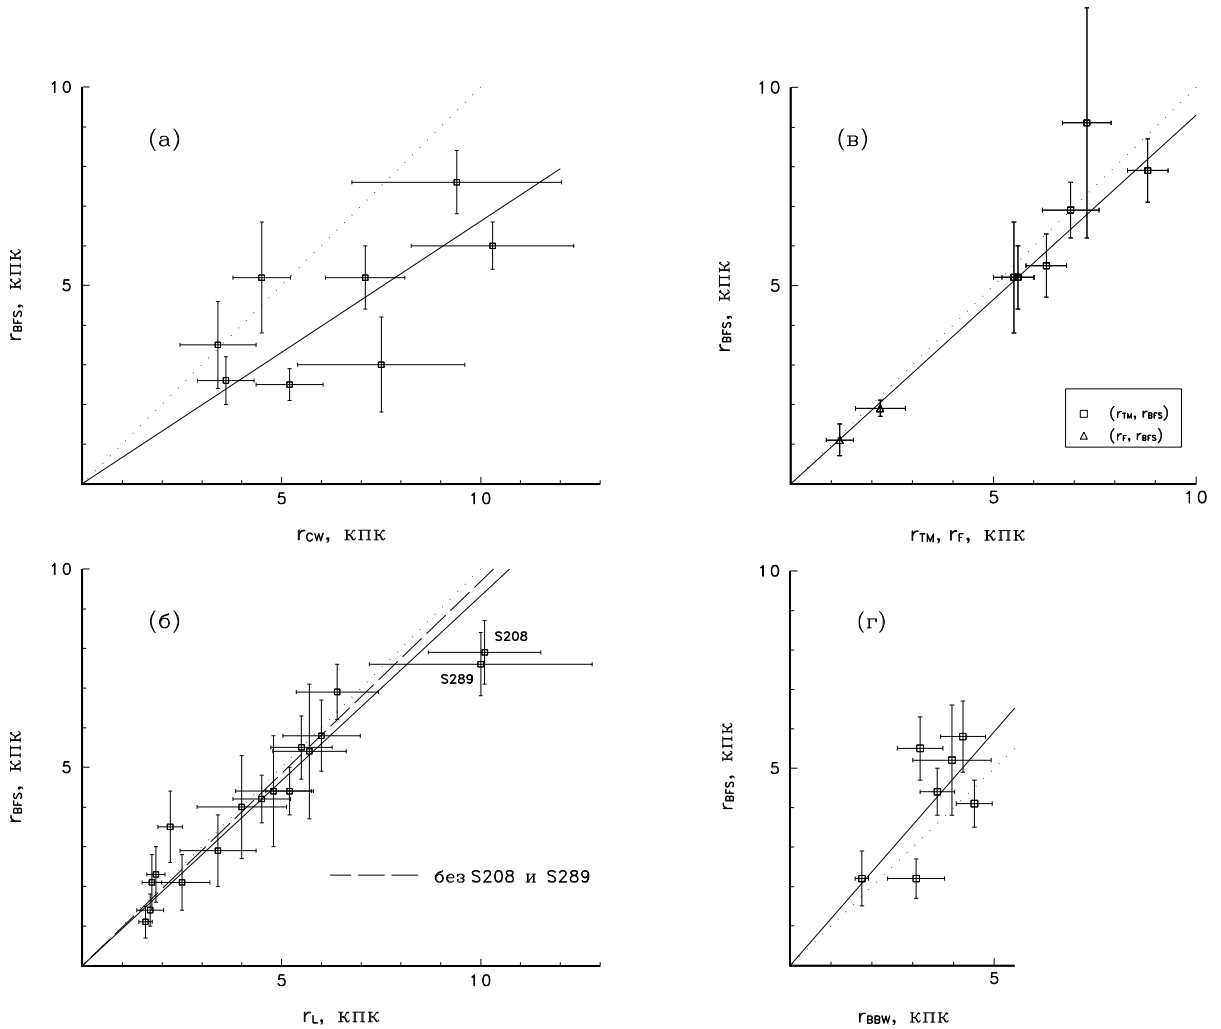 10
(а)
5
r_BFS, КПК
5
10
r_CW, КПК
10
(в)
5
r_BFS, КПК
(r_TM, r_BFS)
(r_F, r_BFS)
5
10
r_TM, r_F, КПК
10
(б)
S208
S289
5
r_BFS, КПК
без S208 и S289
5
10
r_L, КПК
10
(г)
5
r_BFS, КПК
5
r_BBW, КПК